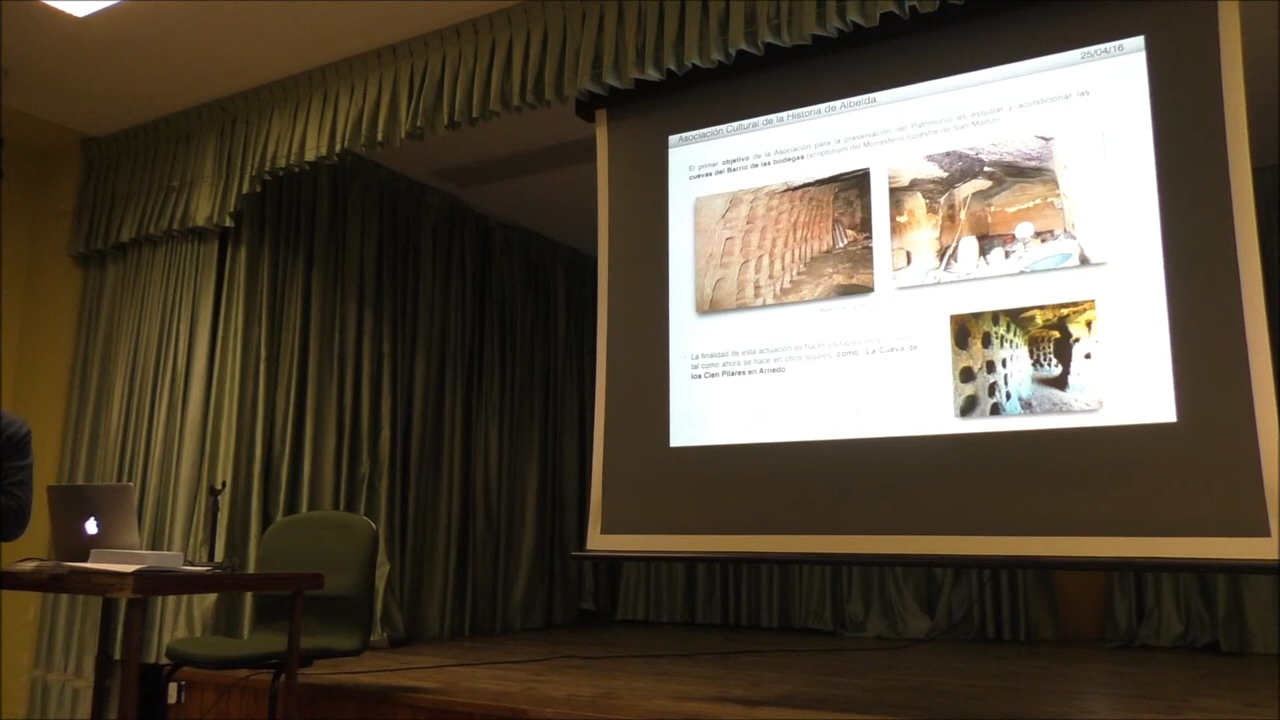 25/04/16
Asociación Cultural de la Historia de Albelda
El primer objetivo de la Asociación para la preservación del Patrimonio es estudiar y acondicionar las
cuevas del Barrio de las bodegas (scriptorium del Monasterio rupestre de San Martín)
La finalidad de esta actuación es hacer visitables
tal como ahora se hace en otros lugares, como La Cueva de
los Cien Pilares en Arnedo